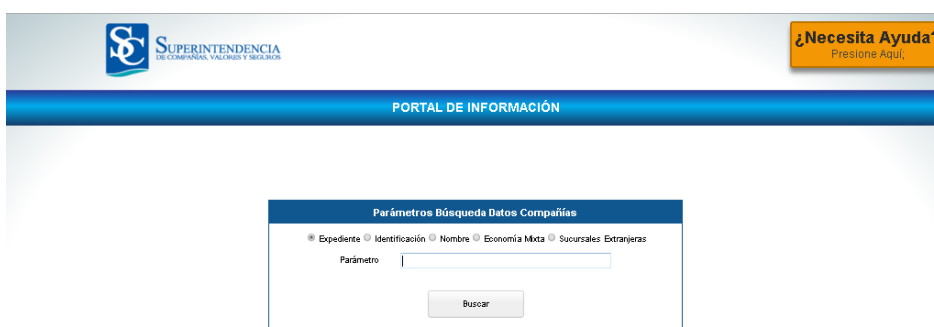 SC SUPERINTENDENCIA
DE COMPAÑÍAS, VALORES Y SEGUROS
¿Necesita Ayuda?
Presione Aquí;
PORTAL DE INFORMACIÓN
Parámetros Búsqueda Datos Compañías
Expediente Identificación Nombre Economía Mixta Sucursales Extranjeras
Parámetro
Buscar